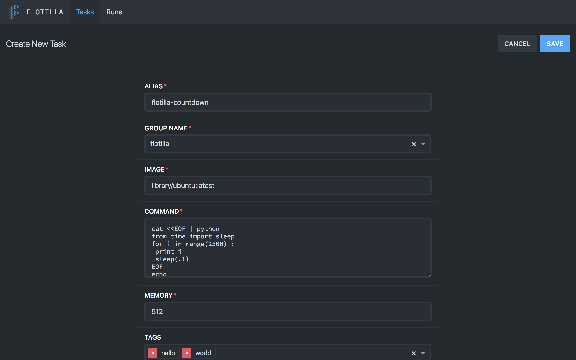 FLOTILLA
Tasks
Runs
Create New Task
CANCEL
SAVE
ALIAS*
flotilla-countdown
GROUP NAME*
flotilla
IMAGE*
library/ubuntu:latest
COMMAND*
cat <<EOF | python
from time import sleep
for i in range(1300) :
print i
sleep(.1)
EOF
echo
MEMORY*
512
TAGS
hello
world